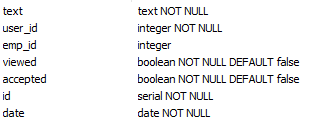 text text NOT NULL
user_id integer NOT NULL
emp_id integer
viewed boolean NOT NULL DEFAULT false
accepted boolean NOT NULL DEFAULT false
id serial NOT NULL
date date NOT NULL